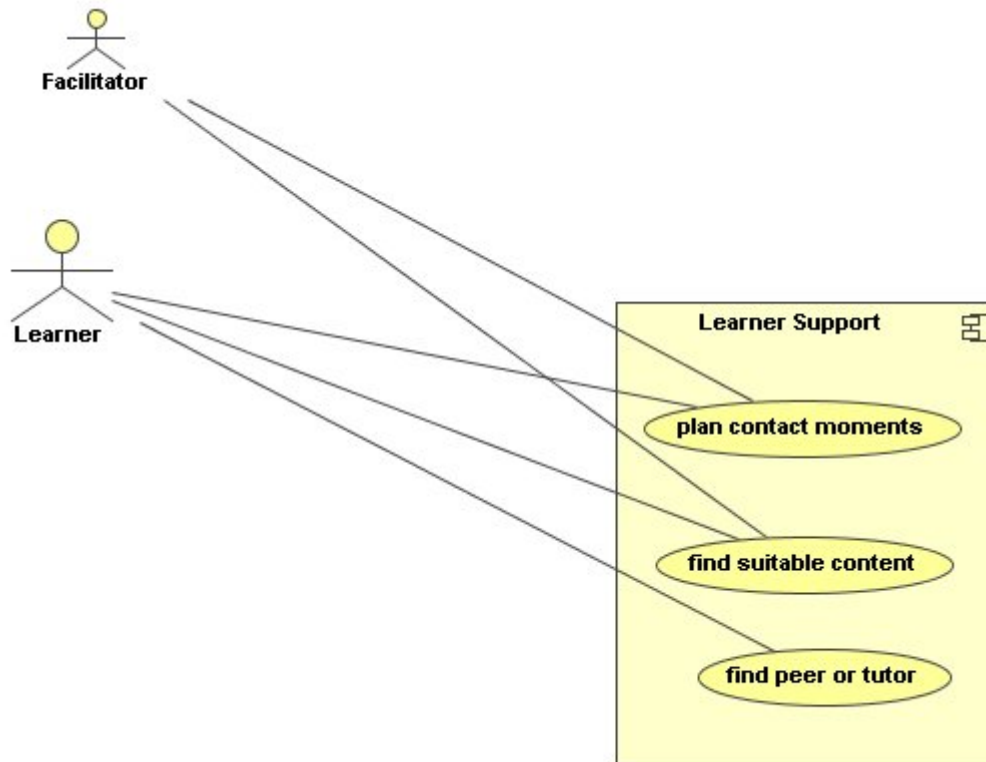 Facilitator
Learner
Learner Support
plan contact moments
find suitable content
find peer or tutor